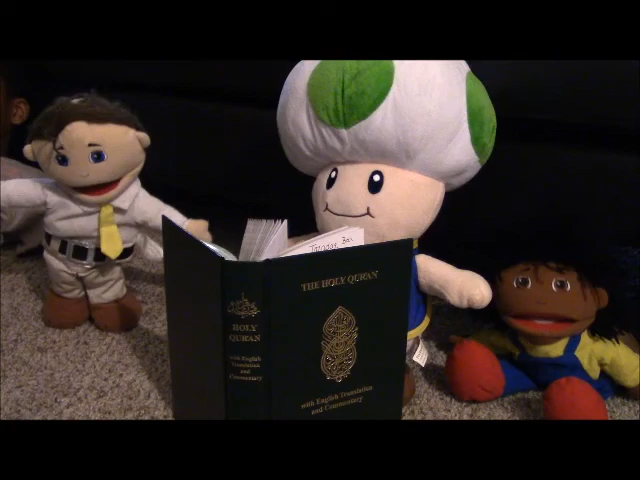 HOLY
QURAN
with English
Translation
and Commentary
THE HOLY QURAN
with English Translation
and Commentary